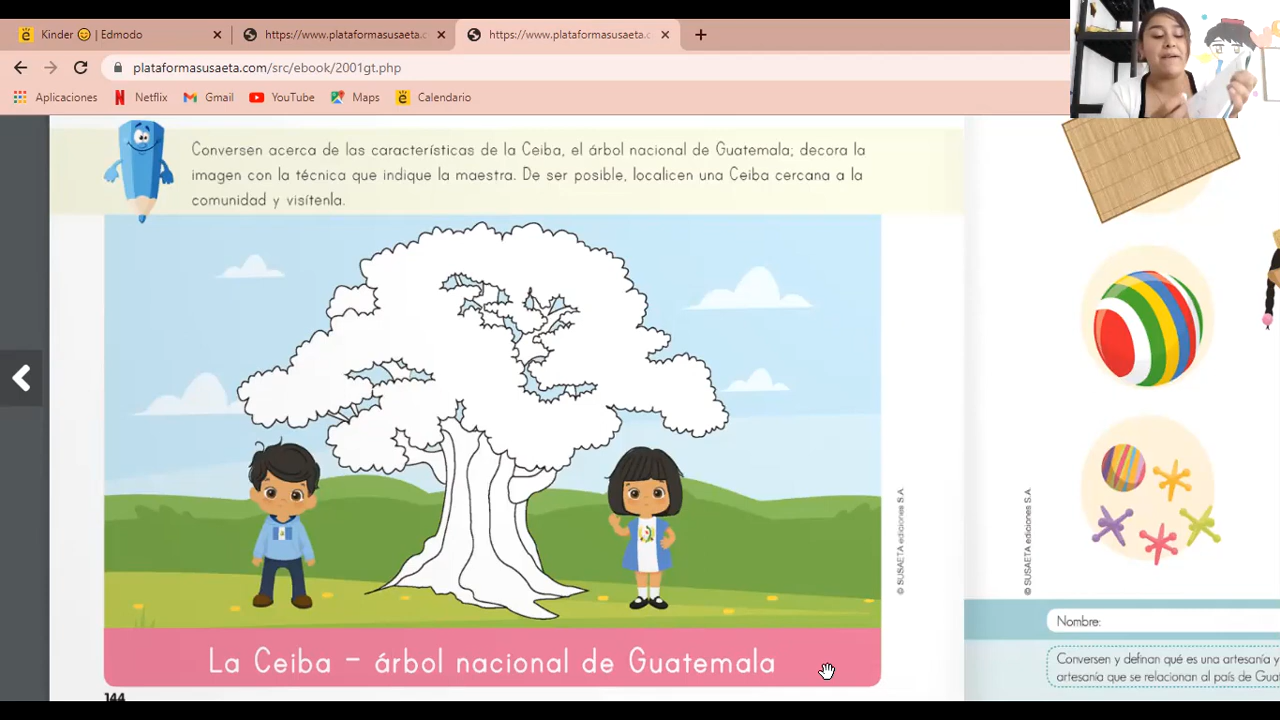 Kinder 😊 | Edmodo
https://www.plataformasusaeta.
https://www.plataformasusaeta.c
plataformasusaeta.com/src/ebook/2001gt.php
Aplicaciones Netflix Gmail YouTube Maps Calendario
Conversen acerca de las características de la Ceiba, el árbol nacional de Guatemala; decora la
imagen con la técnica que indique la maestra. De ser posible, localicen una Ceiba cercana a la
comunidad y visítenla.
© SUSAETA ediciones S.A.
La Ceiba – árbol nacional de Guatemala
144
© SUSAETA ediciones S.A.
Nombre:
Conversen y definan qué es una artesanía y
artesanía que se relacionan al país de Guat